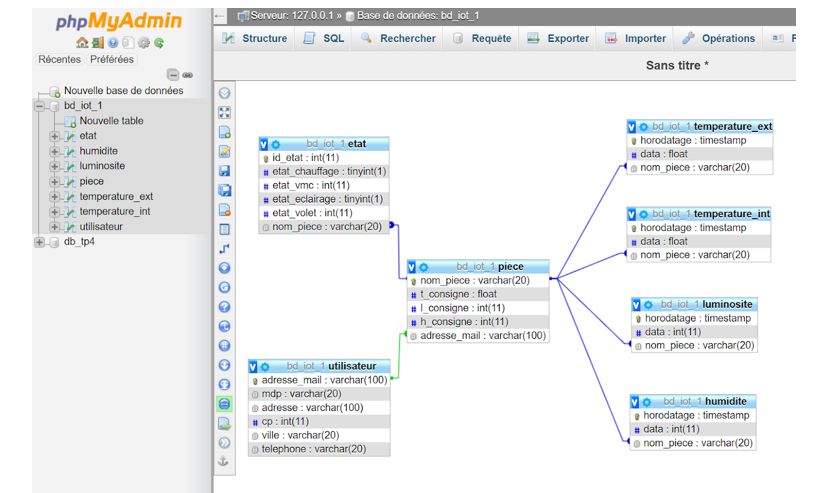 phpMyAdmin
Récentes Préférées
Nouvelle base de données
bd_iot_1
Nouvelle table
etat
humidite
luminosite
piece
temperature_ext
temperature_int
utilisateur
db_tp4
Serveur: 127.0.0.1 » Base de données: bd_iot_1
Structure SQL Rechercher Requête Exporter Importer Opérations
Sans titre *
bd_iot_1 etat
id_etat : int(11)
etat_chauffage : tinyint(1)
etat_vmc : int(11)
etat_eclairage : tinyint(1)
etat_volet : int(11)
nom_piece : varchar(20)
bd_iot_1 piece
nom_piece : varchar(20)
t_consigne : float
l_consigne : int(11)
h_consigne : int(11)
adresse_mail : varchar(100)
bd_iot_1 utilisateur
adresse_mail : varchar(100)
mdp : varchar(20)
adresse : varchar(100)
cp : int(11)
ville : varchar(20)
telephone : varchar(20)
bd_iot_1 temperature_ext
horodatage : timestamp
data : float
nom_piece : varchar(20)
bd_iot_1 temperature_int
horodatage : timestamp
data : float
nom_piece : varchar(20)
bd_iot_1 luminosite
horodatage : timestamp
data : int(11)
nom_piece : varchar(20)
bd_iot_1 humidite
horodatage : timestamp
data : int(11)
nom_piece : varchar(20)